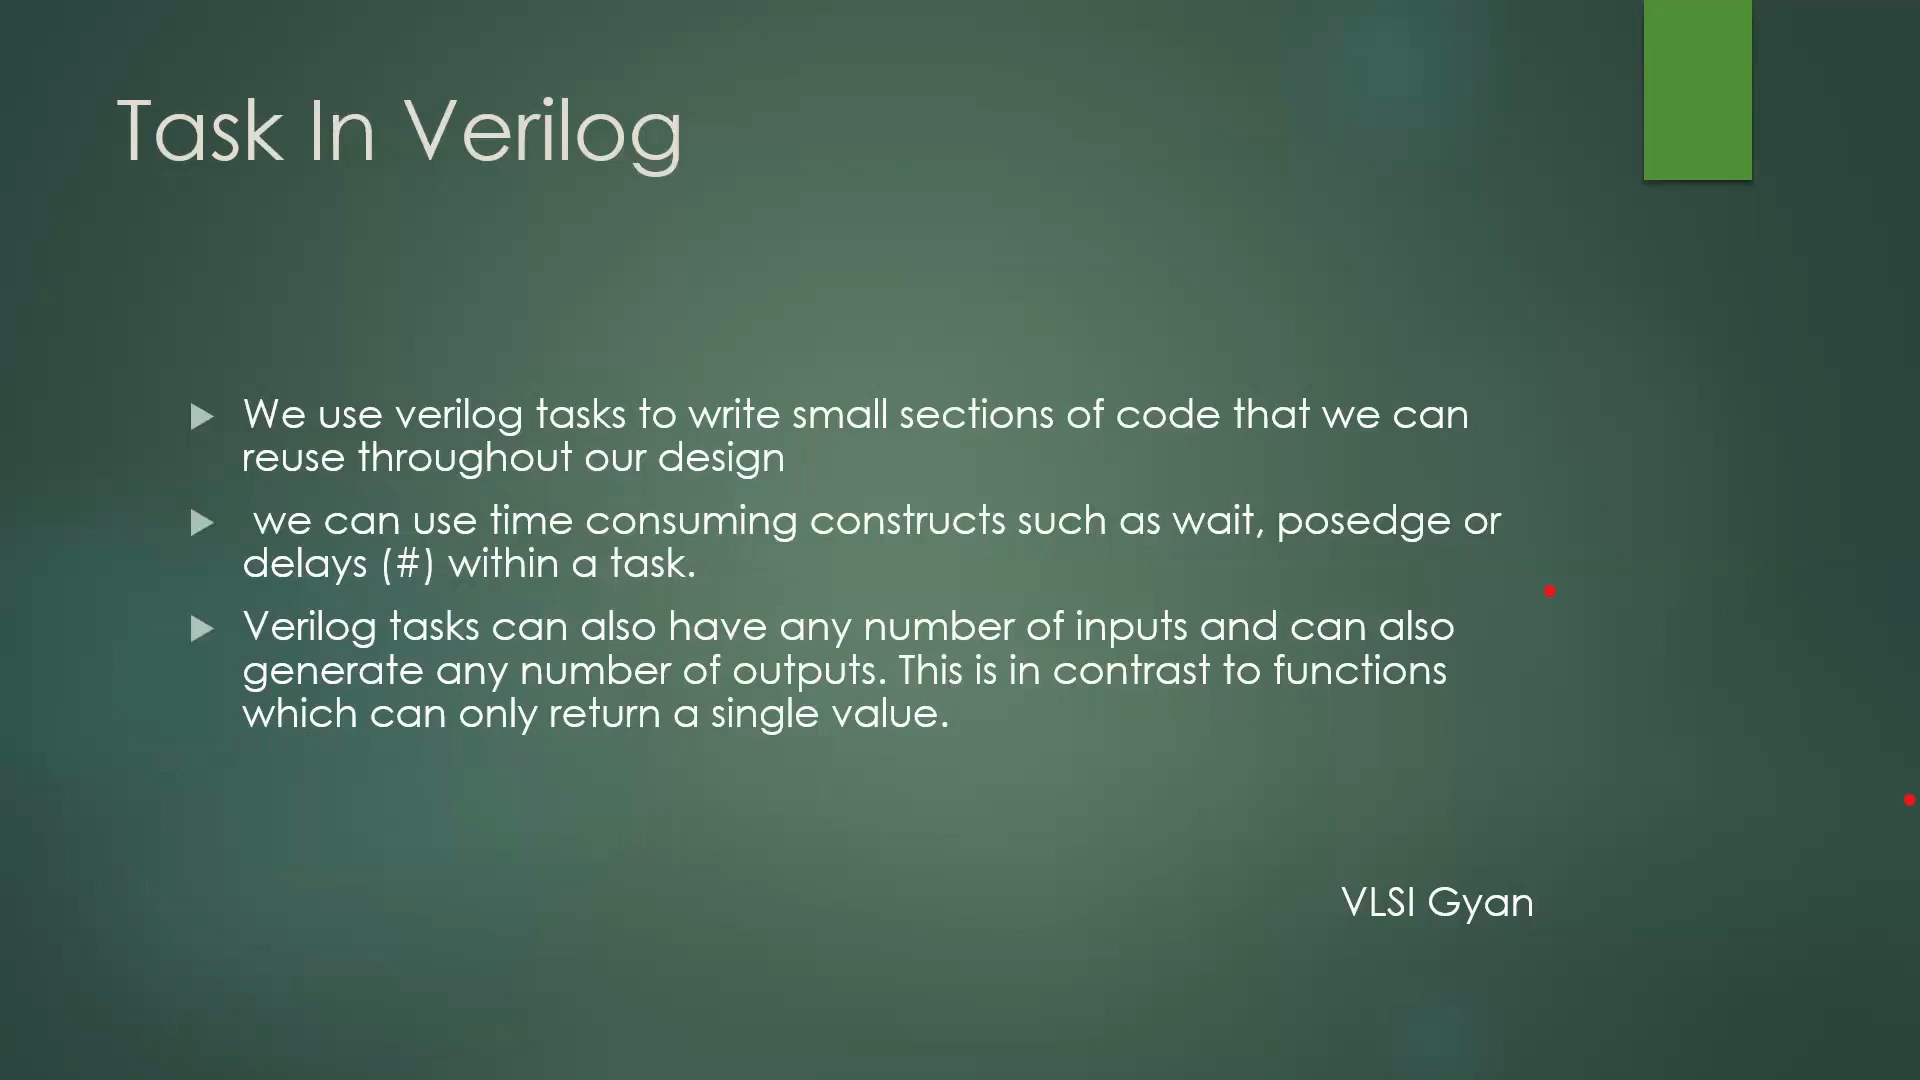 Task In Verilog
We use verilog tasks to write small sections of code that we can
reuse throughout our design
we can use time consuming constructs such as wait, posedge or
delays (#) within a task.
Verilog tasks can also have any number of inputs and can also
generate any number of outputs. This is in contrast to functions
which can only return a single value.
VLSI Gyan